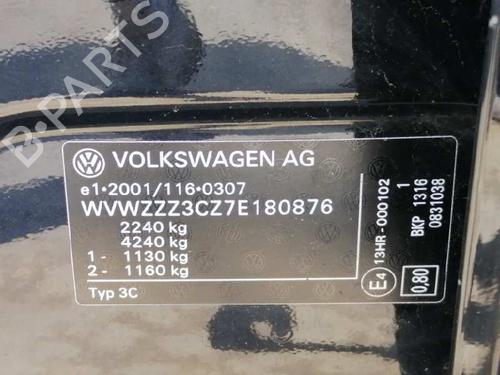 B-PARTS
VOLKSWAGEN AG
e1•2001/116•0307
WVWZZZ3CZ7E180876
2240 kg
4240 kg
1 - 1130 kg
2 - 1160 kg
Typ 3C
E4
13HR-000102
1
BKP 1316
0831038
0,80